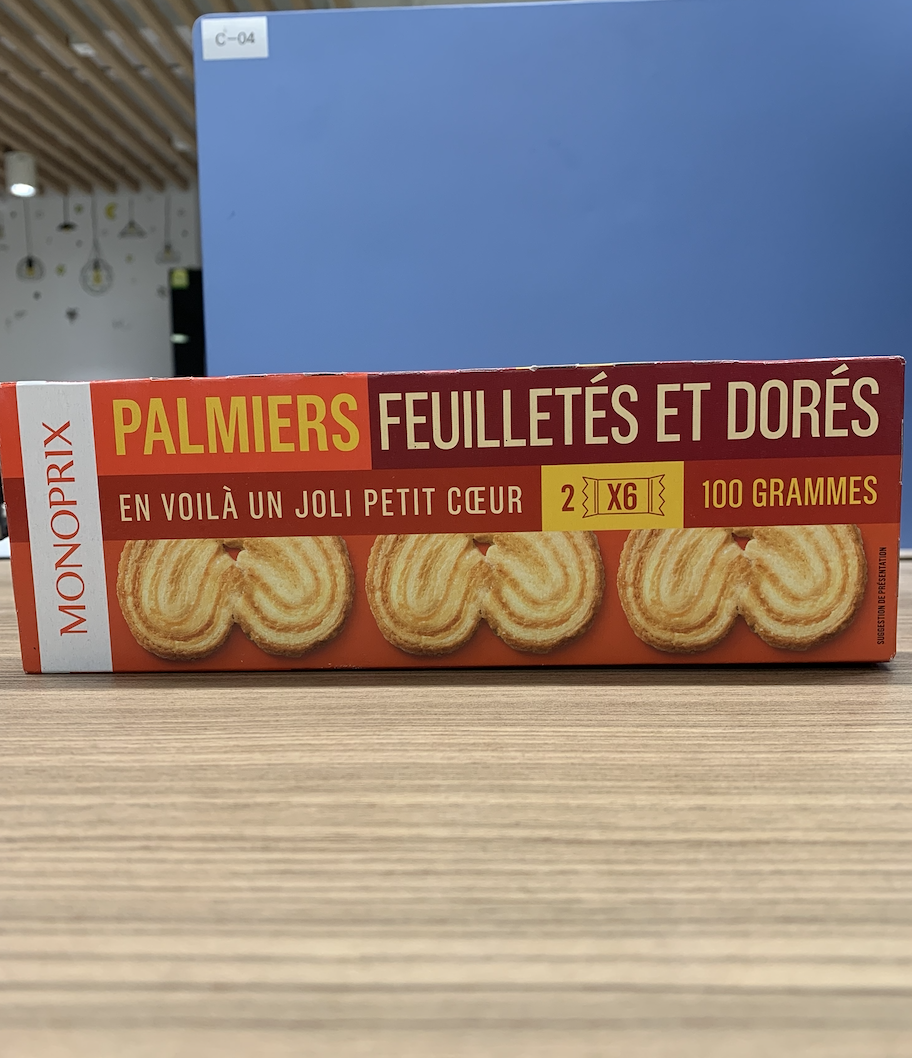 C-04
MONOPRIX
PALMIERS FEUILLETÉS ET DORÉS
EN VOILÀ UN JOLI PETIT CŒUR 2 X6 100 GRAMMES
SUGGESTION DE PRÉSENTATION